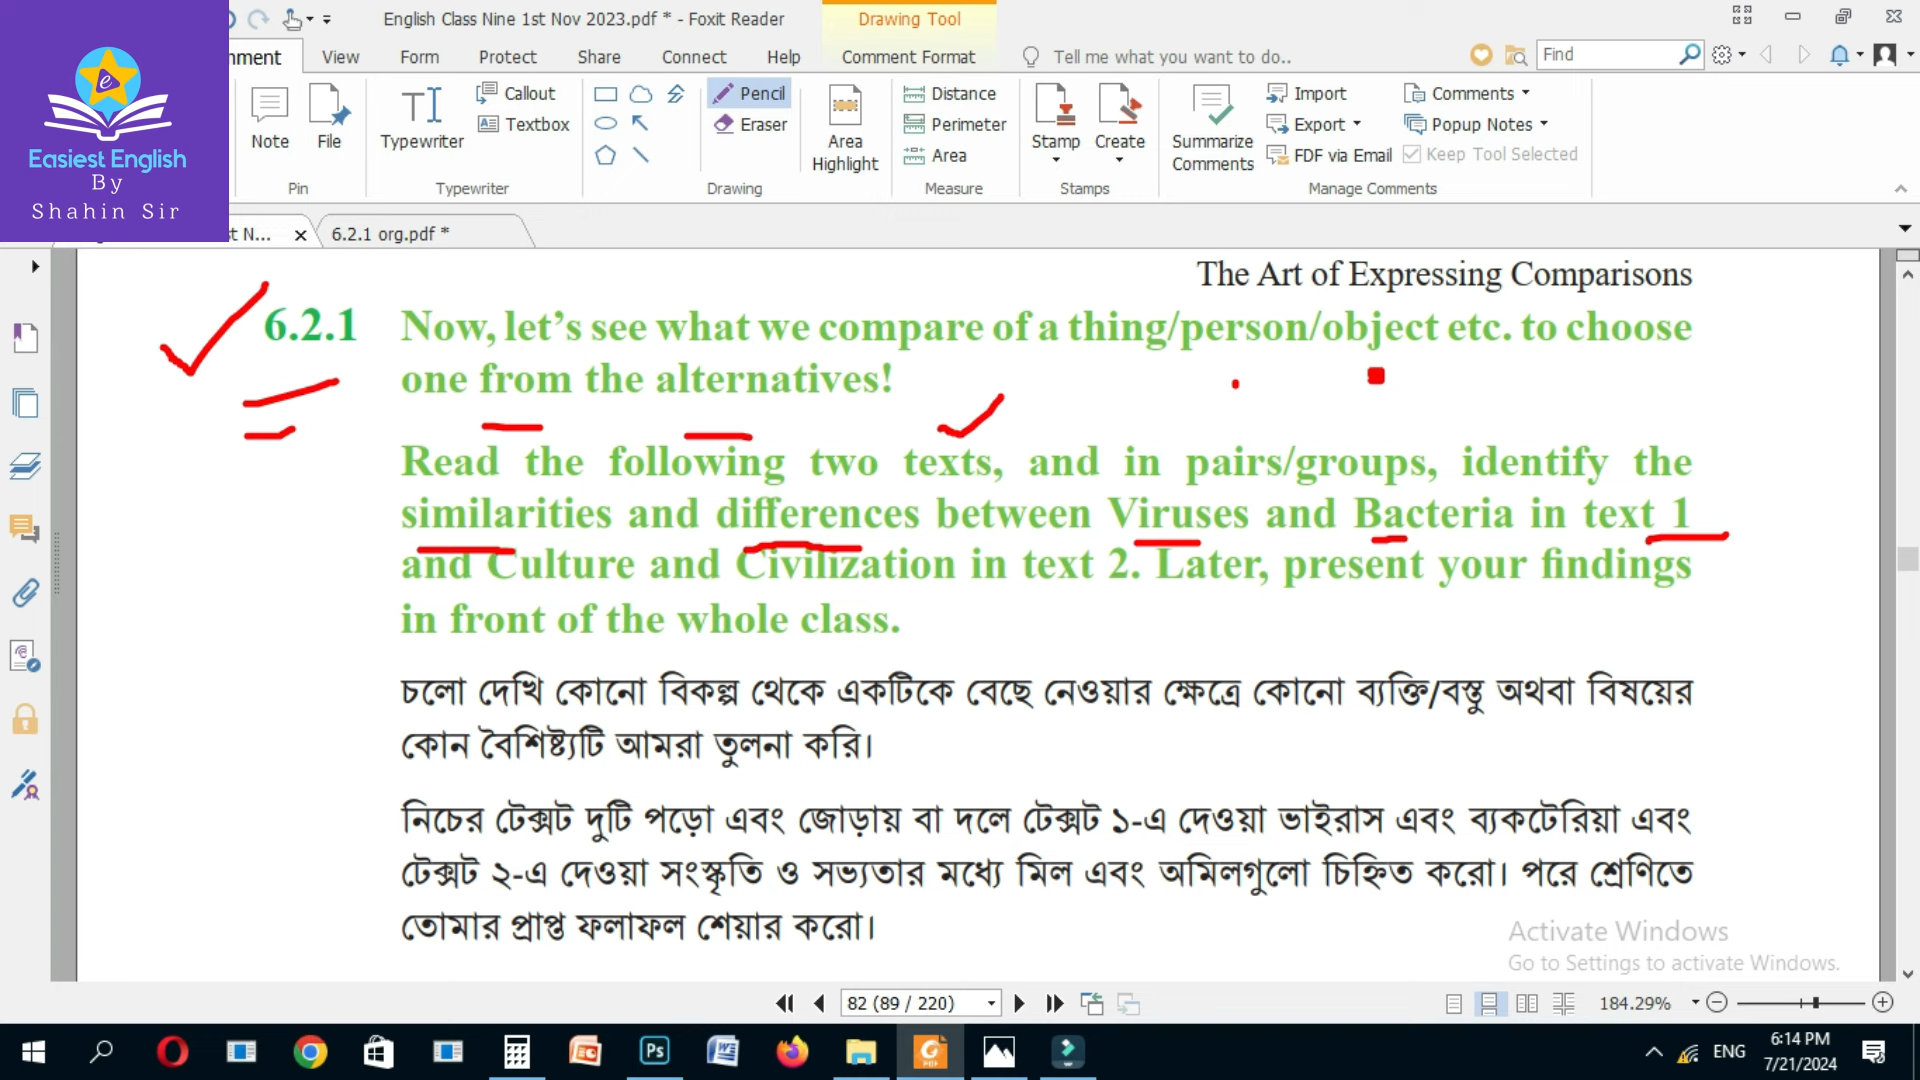 English Class Nine 1st Nov 2023.pdf * - Foxit Reader
Drawing Tool
View Form Protect Share Connect Help Comment Format Tell me what you want to do.. Find
Note File Typewriter Callout Textbox Pencil Eraser Area Highlight Distance Perimeter Area Stamp Create Summarize Comments Import Export FDF via Email Comments Popup Notes Keep Tool Selected
Pin Typewriter Drawing Measure Stamps Manage Comments
Easiest English
By
Shahin Sir
6.2.1 org.pdf *
The Art of Expressing Comparisons
6.2.1 Now, let's see what we compare of a thing/person/object etc. to choose
one from the alternatives!
Read the following two texts, and in pairs/groups, identify the
similarities and differences between Viruses and Bacteria in text 1
and Culture and Civilization in text 2. Later, present your findings
in front of the whole class.
চলো দেখি কোনো বিকল্প থেকে একটিকে বেছে নেওয়ার ক্ষেত্রে কোনো ব্যক্তি/বস্তু অথবা বিষয়ের
কোন বৈশিষ্ট্যটি আমরা তুলনা করি।
নিচের টেক্সট দুটি পড়ো এবং জোড়ায় বা দলে টেক্সট ১-এ দেওয়া ভাইরাস এবং ব্যকটেরিয়া এবং
টেক্সট ২-এ দেওয়া সংস্কৃতি ও সভ্যতার মধ্যে মিল এবং অমিলগুলো চিহ্নিত করো। পরে শ্রেণিতে
তোমার প্রাপ্ত ফলাফল শেয়ার করো।
Activate Windows
Go to Settings to activate Windows.
82 (89 / 220) 184.29%
ENG 6:14 PM
7/21/2024